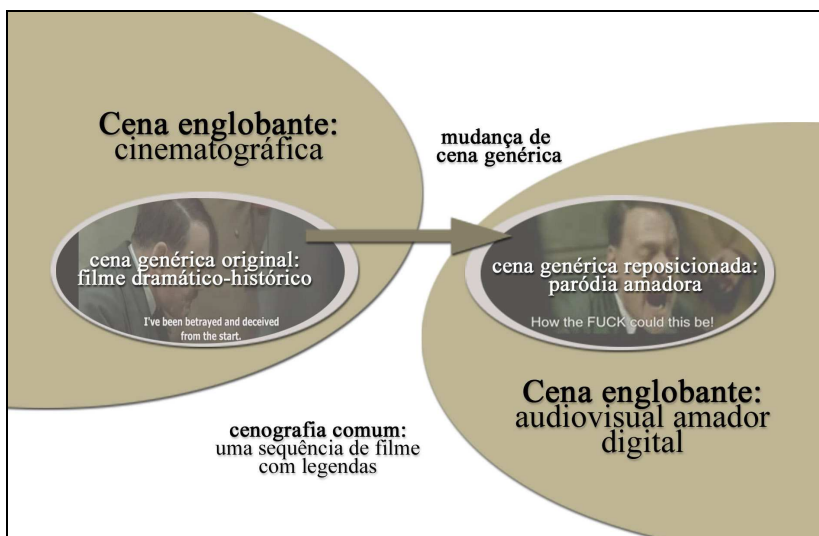 Cena englobante:
cinematográfica
mudança de
cena genérica
cena genérica original:
filme dramático-histórico
I've been betrayed and deceived
from the start.
cena genérica reposicionada:
paródia amadora
How the FUCK could this be!
Cena englobante:
audiovisual amador
digital
cenografia comum:
uma sequência de filme
com legendas